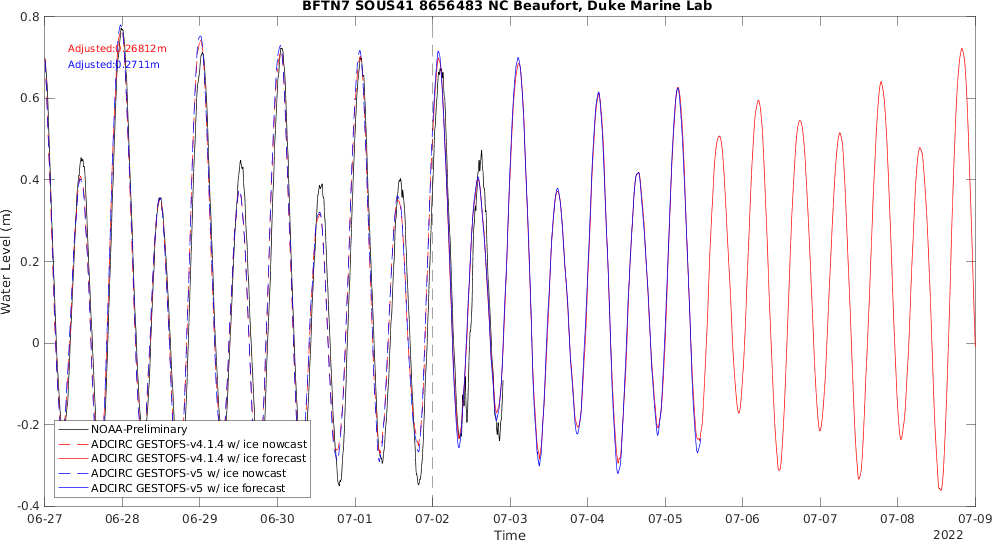 BFTN7 SOUS41 8656483 NC Beaufort, Duke Marine Lab
Adjusted:0.26812m
Adjusted:0.2711m
Water Level (m)
0.8
0.6
0.4
0.2
0
-0.2
-0.4
NOAA-Preliminary
ADCIRC GESTOFS-v4.1.4 w/ ice nowcast
ADCIRC GESTOFS-v4.1.4 w/ ice forecast
ADCIRC GESTOFS-v5 w/ ice nowcast
ADCIRC GESTOFS-v5 w/ ice forecast
06-27 06-28 06-29 06-30 07-01 07-02 07-03 07-04 07-05 07-06 07-07 07-08 07-09
Time
2022